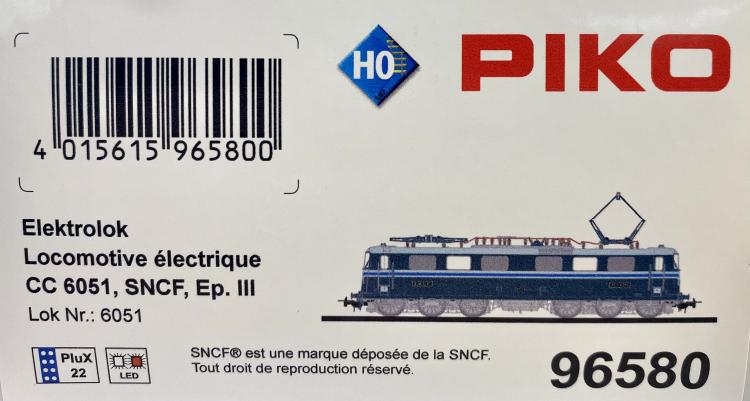 H0
PIKO
4 015615 965800
Elektrolok
Locomotive électrique
CC 6051, SNCF, Ep. III
Lok Nr.: 6051
PluX
22
LED
SNCF® est une marque déposée de la SNCF.
Tout droit de reproduction réservé.
96580